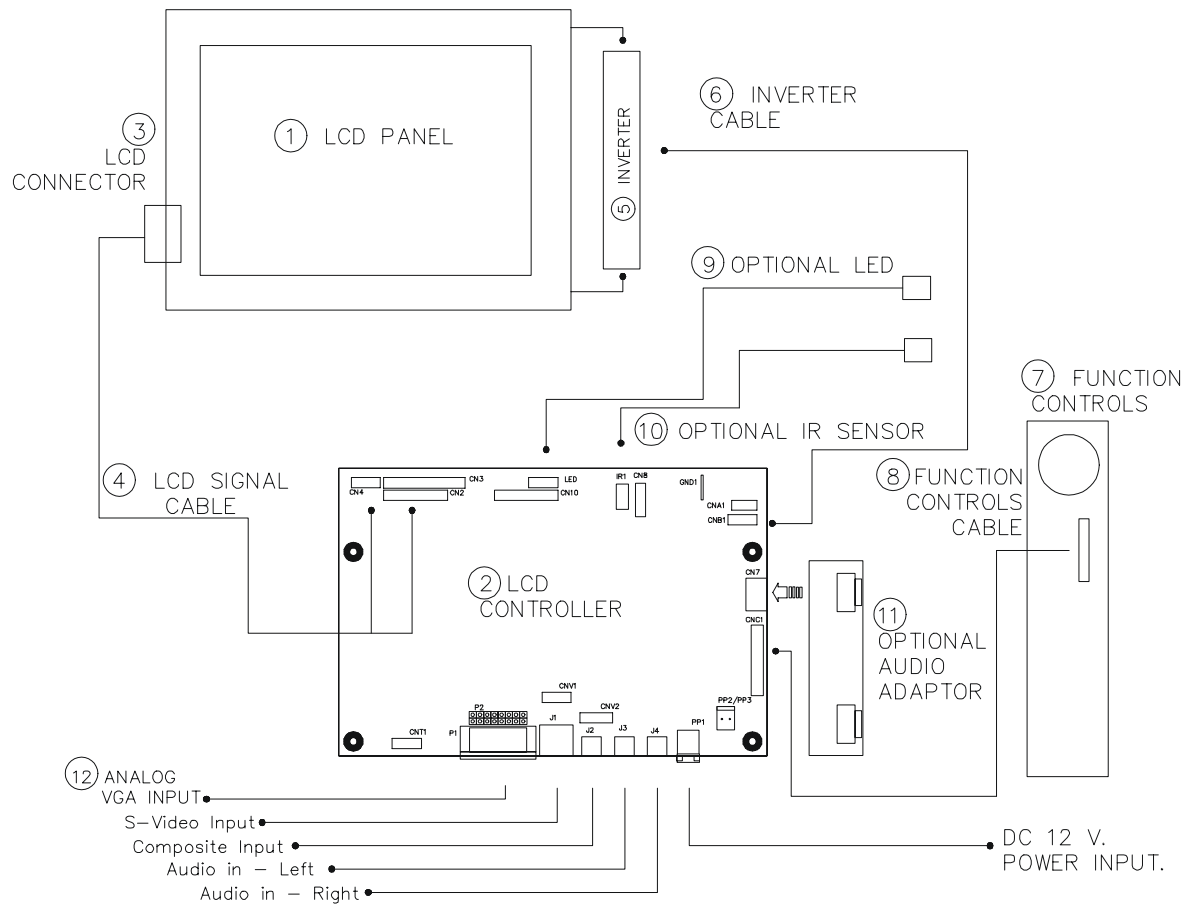 1 LCD PANEL
5 INVERTER
6 INVERTER
CABLE
3
LCD
CONNECTOR
9 OPTIONAL LED
7 FUNCTION
CONTROLS
10 OPTIONAL IR SENSOR
4 LCD SIGNAL
CABLE
8 FUNCTION
CONTROLS
CABLE
CN4
CN3
CN2
LED
CN10
IR1
CN8
GND1
CNA1
CNB1
2 LCD
CONTROLLER
CN7
CNC1
11
OPTIONAL
AUDIO
ADAPTOR
CNV1
CNV2
PP2/PP3
P2
P1
CNT1
J1
J2
J3
J4
PP1
12 ANALOG
VGA INPUT
S-Video Input
Composite Input
Audio in - Left
Audio in - Right
DC 12 V.
POWER INPUT.